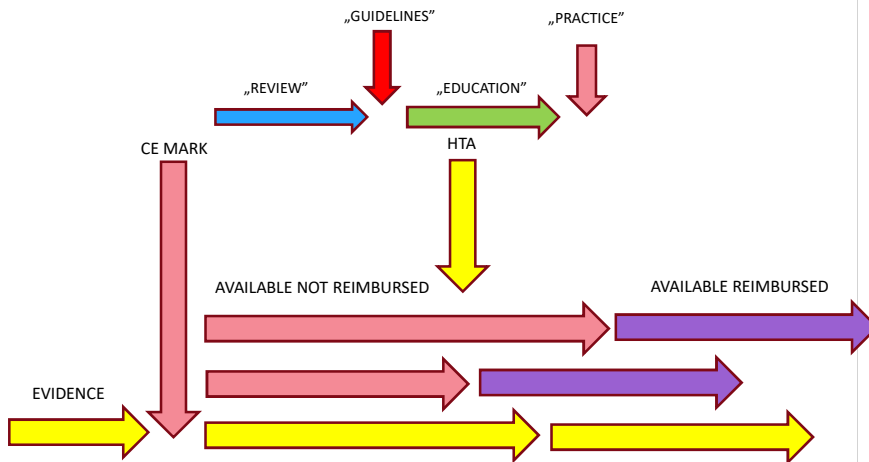 „GUIDELINES”
„PRACTICE”
„REVIEW”
„EDUCATION”
CE MARK
HTA
AVAILABLE NOT REIMBURSED
AVAILABLE REIMBURSED
EVIDENCE